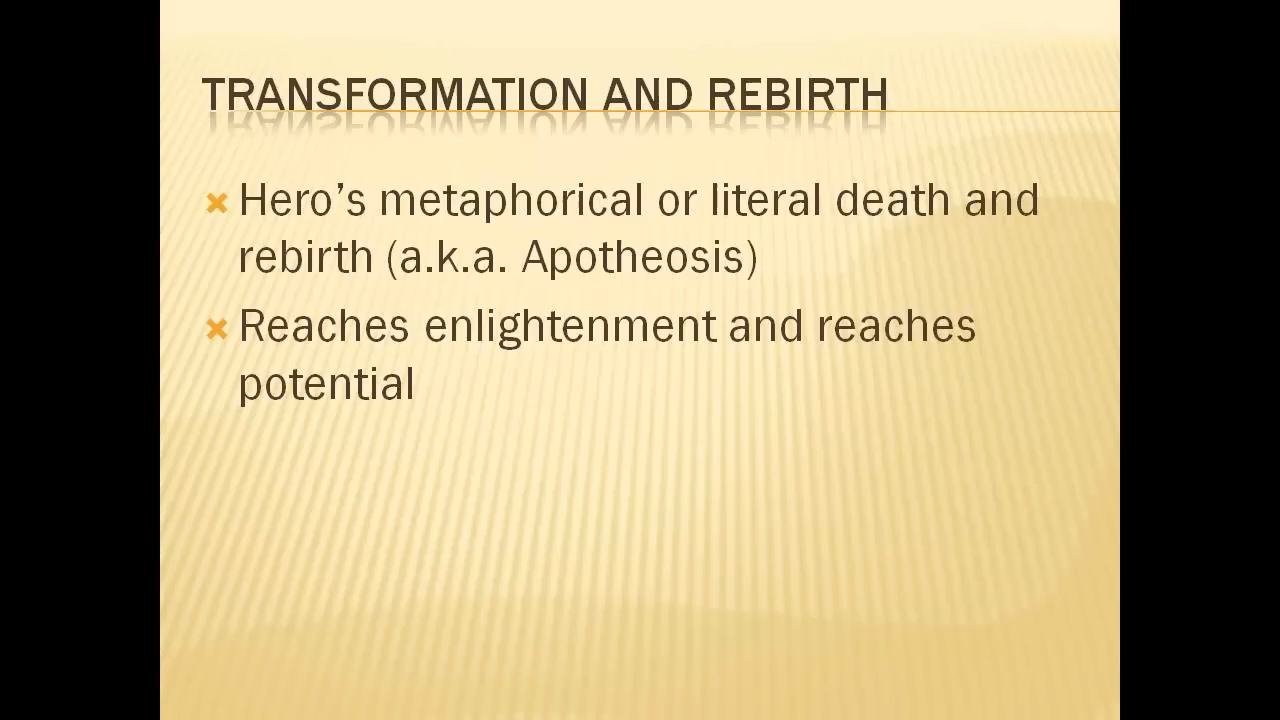 TRANSFORMATION AND REBIRTH
Hero’s metaphorical or literal death and
rebirth (a.k.a. Apotheosis)
Reaches enlightenment and reaches
potential